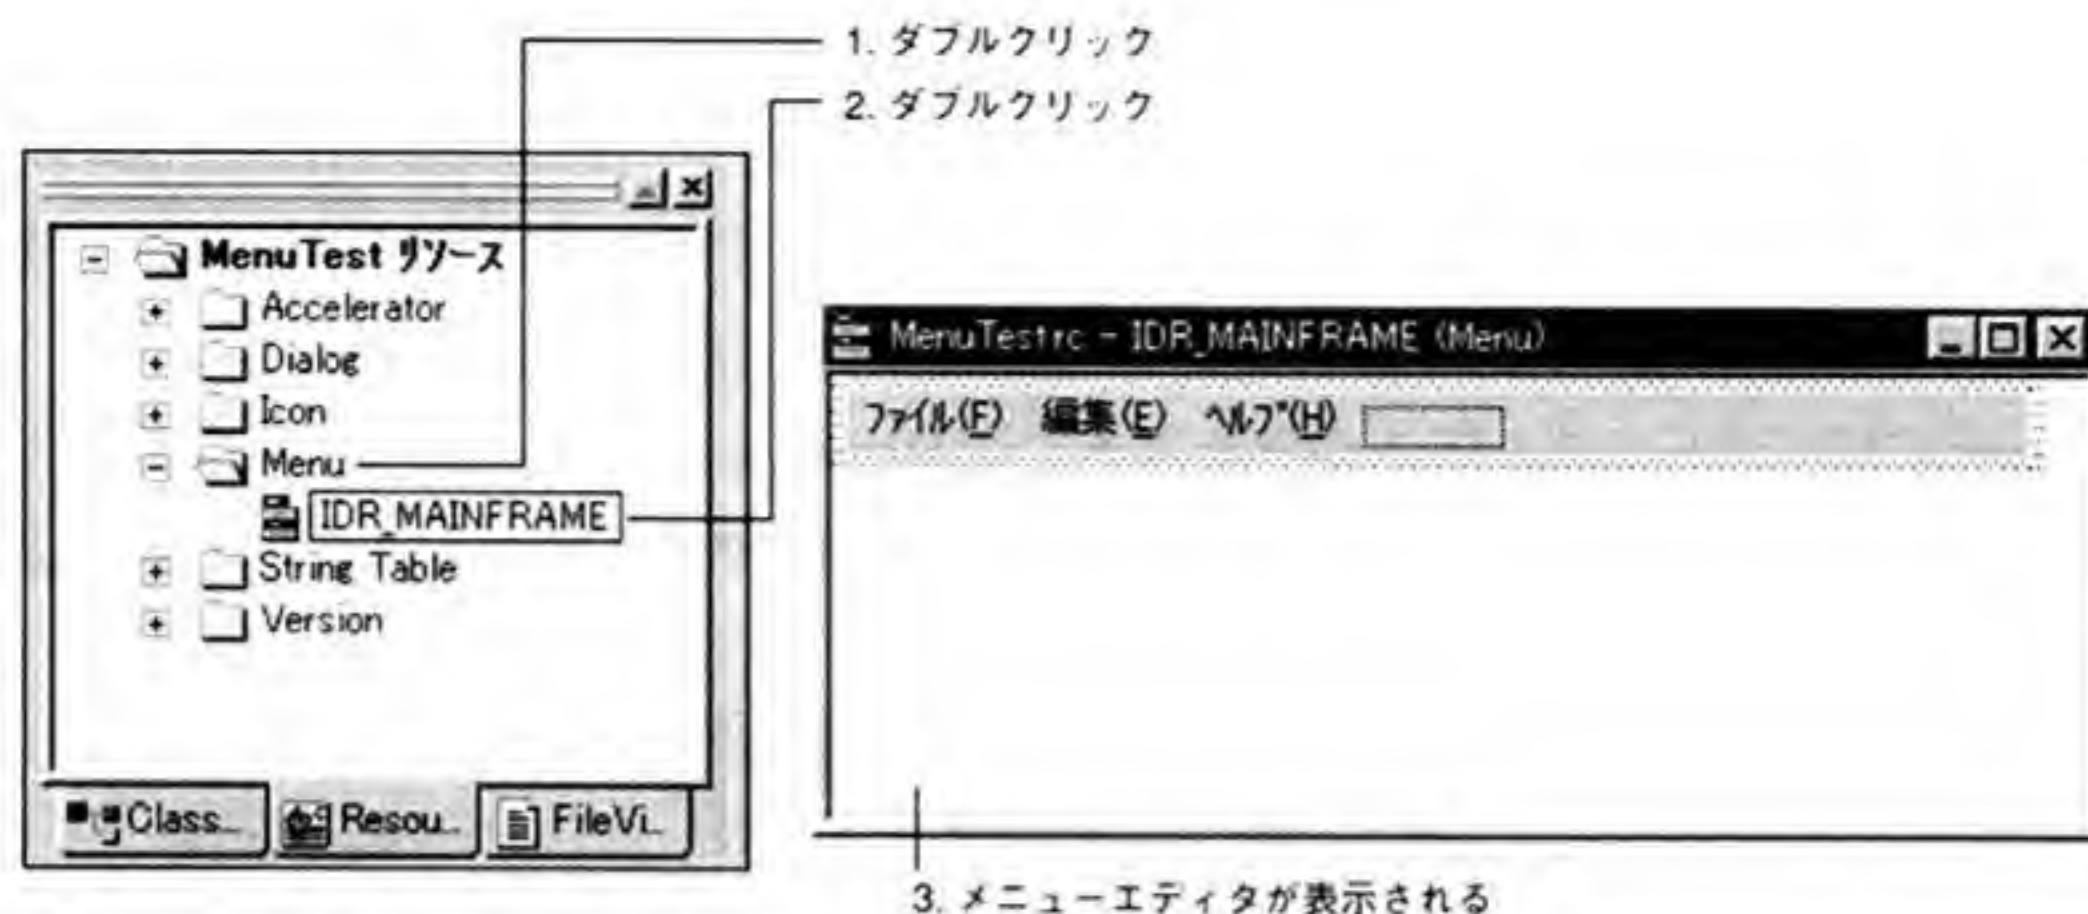 1. ダブルクリック
2. ダブルクリック
MenuTest リソース
Accelerator
Dialog
Icon
Menu
IDR_MAINFRAME
String Table
Version
Class...
Resou...
FileVi...
MenuTest.rc - IDR_MAINFRAME (Menu)
ファイル(F) 編集(E) ヘルプ(H)
3. メニューエディタが表示される